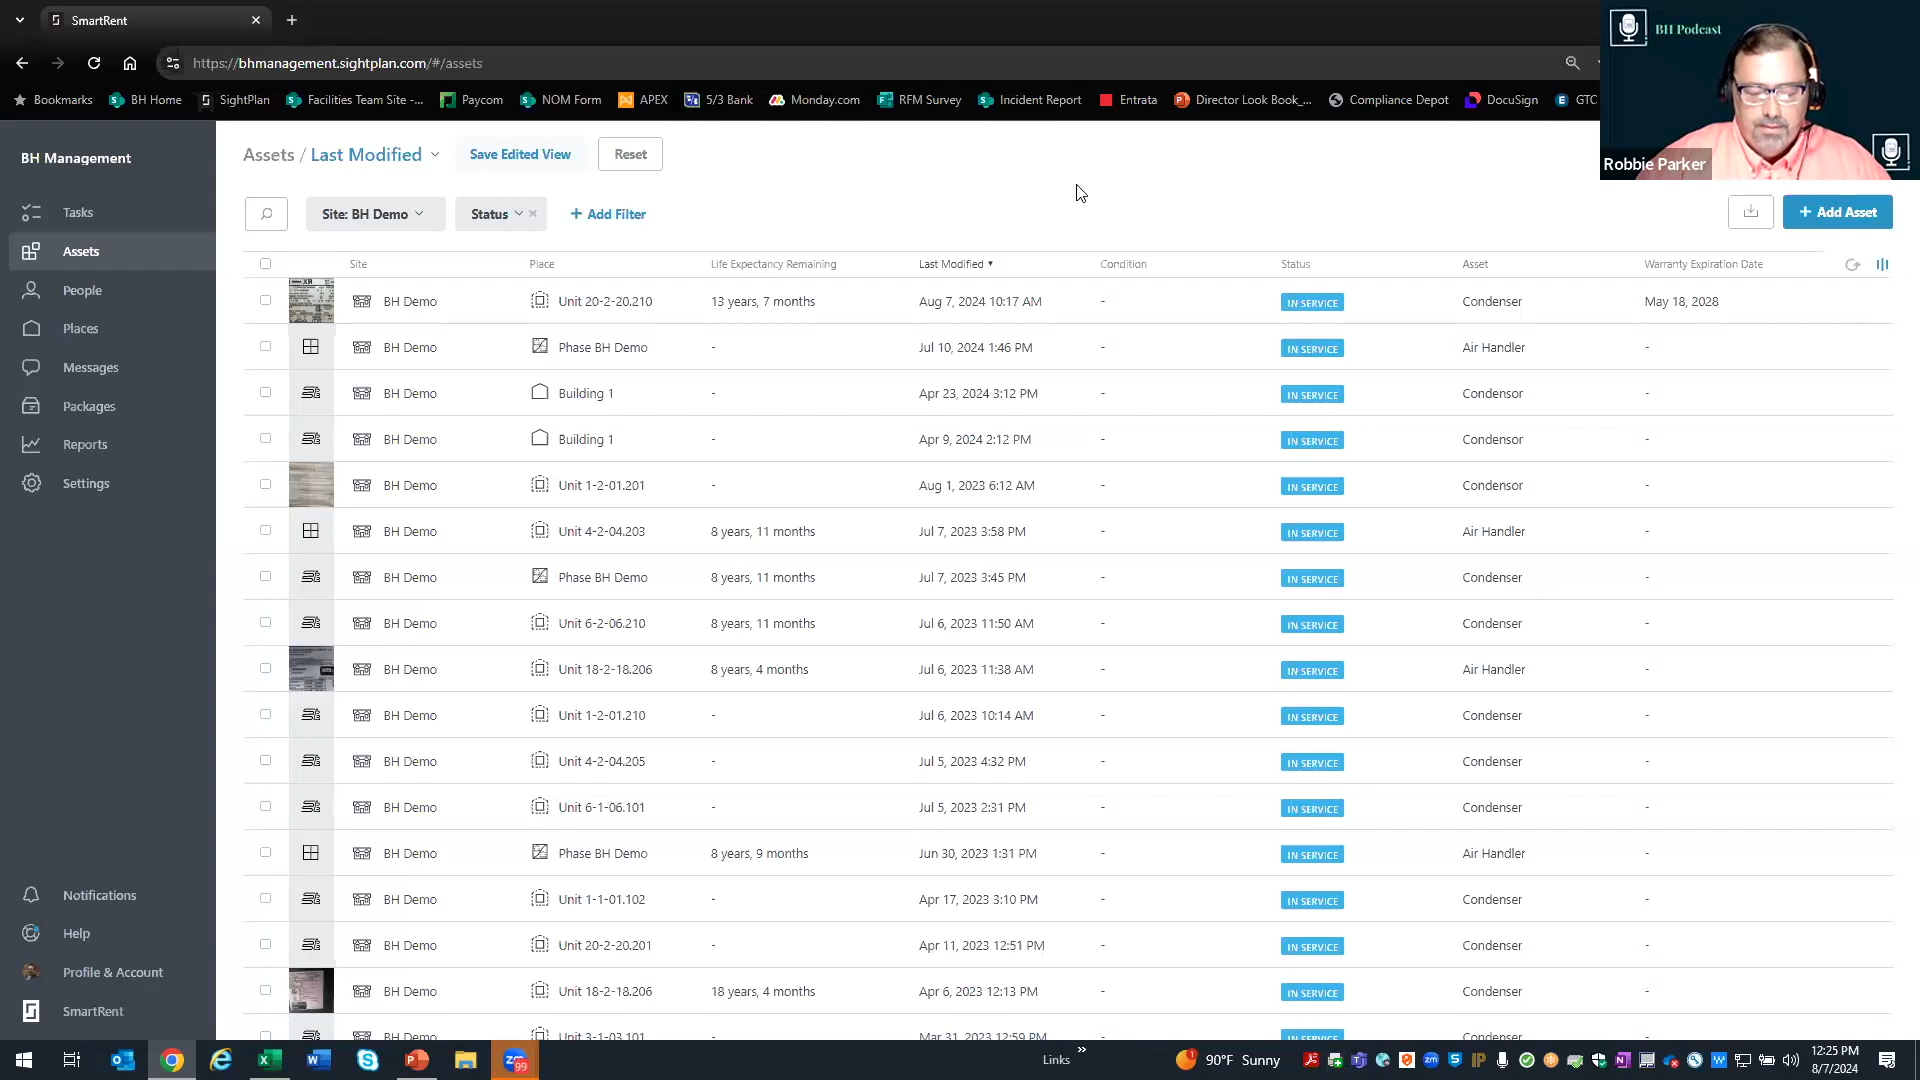 SmartRent
https://bhmanagement.sightplan.com/#/assets
BH Podcast
Robbie Parker
Bookmarks BH Home SightPlan Facilities Team Site -... Paycom NOM Form APEX 5/3 Bank Monday.com RFM Survey Incident Report Entrata Director Look Book_... Compliance Depot DocuSign GTC
BH Management
Tasks
Assets
People
Places
Messages
Packages
Reports
Settings
Notifications
Help
Profile & Account
SmartRent
Assets / Last Modified Save Edited View Reset
Site: BH Demo Status + Add Filter + Add Asset
Site Place Life Expectancy Remaining Last Modified Condition Status Asset Warranty Expiration Date
BH Demo Unit 20-2-20.210 13 years, 7 months Aug 7, 2024 10:17 AM - IN SERVICE Condenser May 18, 2028
BH Demo Phase BH Demo - Jul 10, 2024 1:46 PM - IN SERVICE Air Handler -
BH Demo Building 1 - Apr 23, 2024 3:12 PM - IN SERVICE Condensor -
BH Demo Building 1 - Apr 9, 2024 2:12 PM - IN SERVICE Condensor -
BH Demo Unit 1-2-01.201 - Aug 1, 2023 6:12 AM - IN SERVICE Condensor -
BH Demo Unit 4-2-04.203 8 years, 11 months Jul 7, 2023 3:58 PM - IN SERVICE Air Handler -
BH Demo Phase BH Demo 8 years, 11 months Jul 7, 2023 3:45 PM - IN SERVICE Condenser -
BH Demo Unit 6-2-06.210 8 years, 11 months Jul 6, 2023 11:50 AM - IN SERVICE Condenser -
BH Demo Unit 18-2-18.206 8 years, 4 months Jul 6, 2023 11:38 AM - IN SERVICE Air Handler -
BH Demo Unit 1-2-01.210 - Jul 6, 2023 10:14 AM - IN SERVICE Condenser -
BH Demo Unit 4-2-04.205 - Jul 5, 2023 4:32 PM - IN SERVICE Condenser -
BH Demo Unit 6-1-06.101 - Jul 5, 2023 2:31 PM - IN SERVICE Condenser -
BH Demo Phase BH Demo 8 years, 9 months Jun 30, 2023 1:31 PM - IN SERVICE Air Handler -
BH Demo Unit 1-1-01.102 - Apr 17, 2023 3:10 PM - IN SERVICE Condenser -
BH Demo Unit 20-2-20.201 - Apr 11, 2023 12:51 PM - IN SERVICE Condenser -
BH Demo Unit 18-2-18.206 18 years, 4 months Apr 6, 2023 12:13 PM - IN SERVICE Condenser -
BH Demo Unit 3-1-03.101 - Mar 31, 2023 12:59 PM - IN SERVICE Condenser -
99 Links 90°F Sunny 12:25 PM
8/7/2024